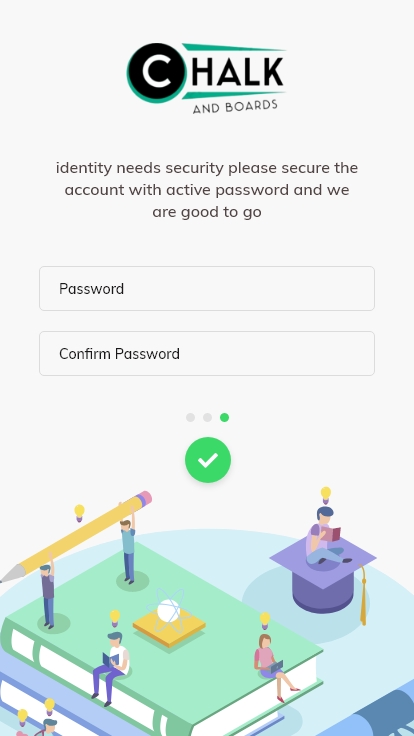 CHALK
AND BOARDS
identity needs security please secure the
account with active password and we
are good to go
Password
Confirm Password